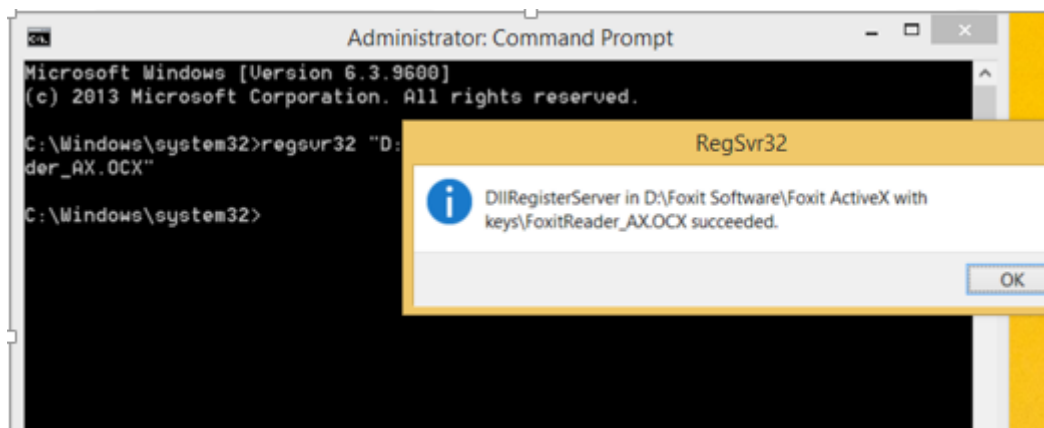 Administrator: Command Prompt
Microsoft Windows [Version 6.3.9600]
(c) 2013 Microsoft Corporation. All rights reserved.
C:\Windows\system32>regsvr32 "D:
der_AX.OCX"
C:\Windows\system32>
RegSvr32
DllRegisterServer in D:\Foxit Software\Foxit ActiveX with
keys\FoxitReader_AX.OCX succeeded.
OK